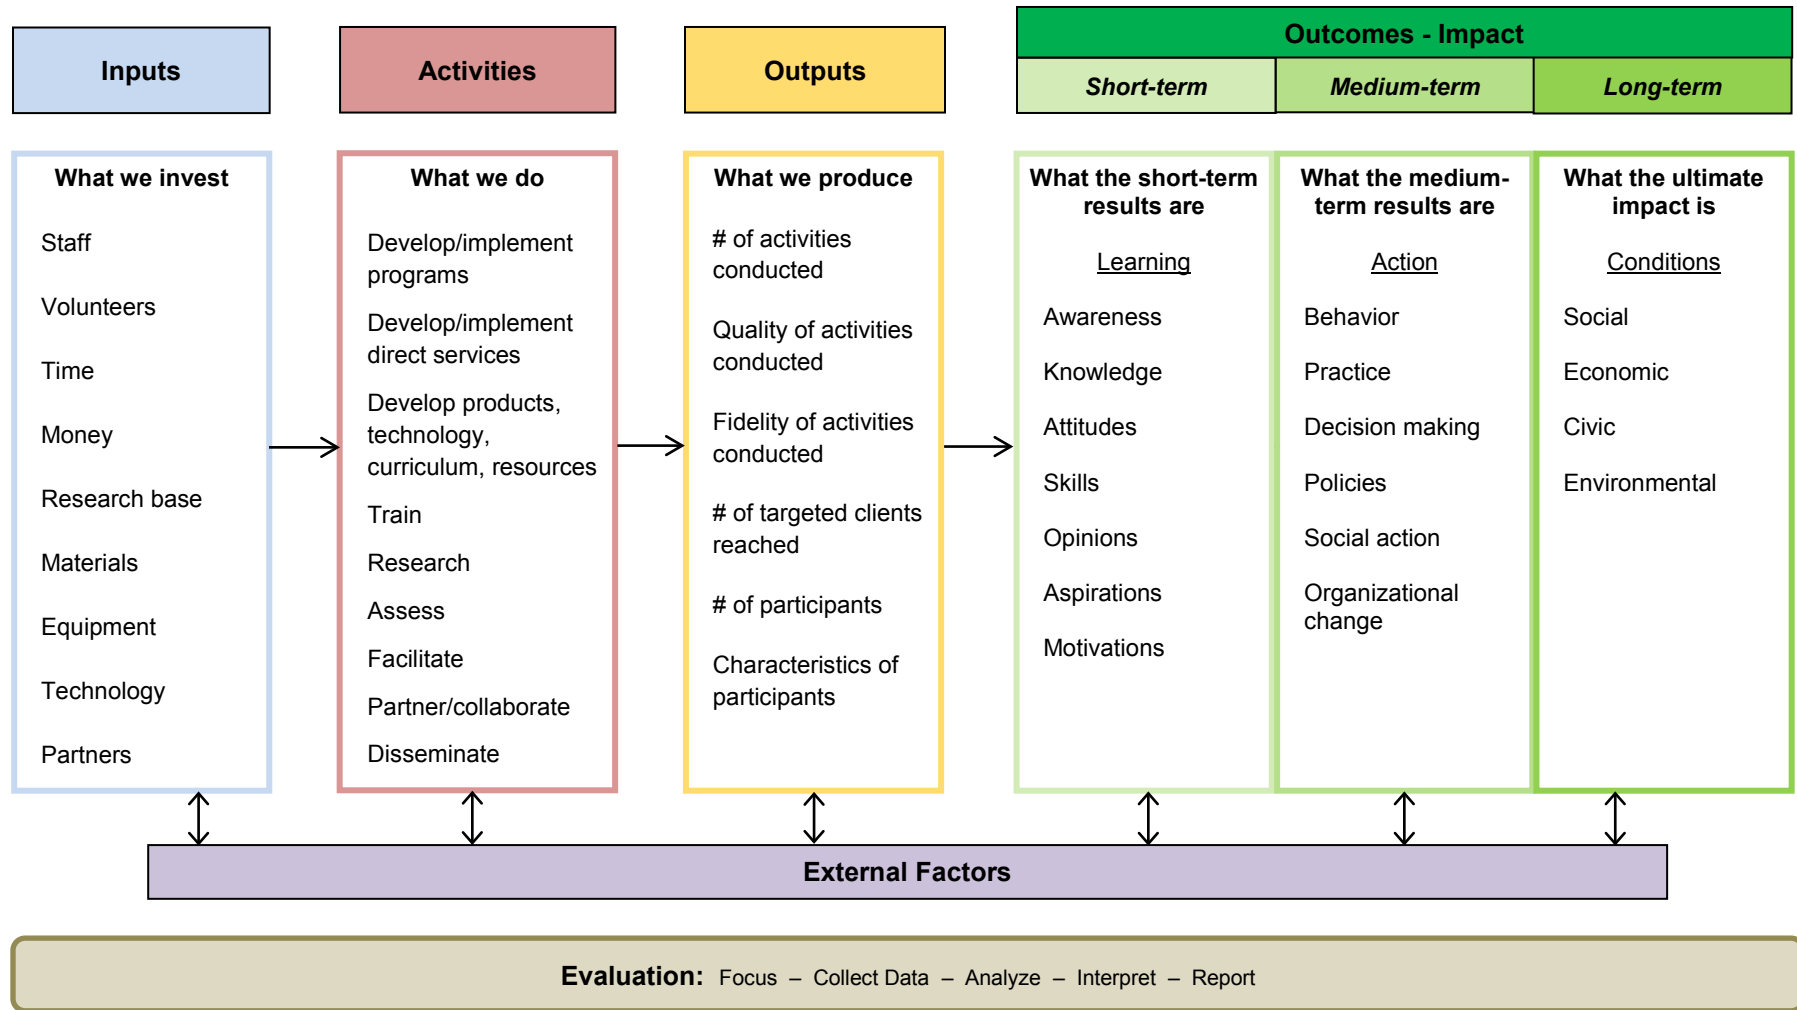 Inputs
Activities
Outputs
Outcomes - Impact
Short-term
Medium-term
Long-term
What we invest
Staff
Volunteers
Time
Money
Research base
Materials
Equipment
Technology
Partners
What we do
Develop/implement
programs
Develop/implement
direct services
Develop products,
technology,
curriculum, resources
Train
Research
Assess
Facilitate
Partner/collaborate
Disseminate
What we produce
# of activities
conducted
Quality of activities
conducted
Fidelity of activities
conducted
# of targeted clients
reached
# of participants
Characteristics of
participants
What the short-term
results are
Learning
Awareness
Knowledge
Attitudes
Skills
Opinions
Aspirations
Motivations
What the medium-
term results are
Action
Behavior
Practice
Decision making
Policies
Social action
Organizational
change
What the ultimate
impact is
Conditions
Social
Economic
Civic
Environmental
External Factors
Evaluation: Focus – Collect Data – Analyze – Interpret – Report